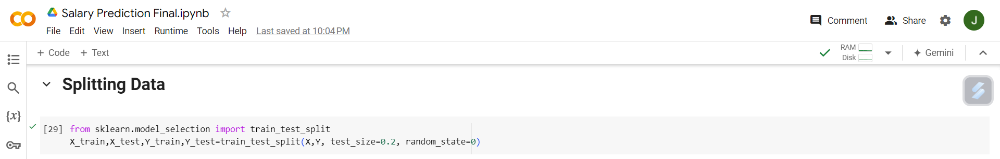 Salary Prediction Final.ipynb
File Edit View Insert Runtime Tools Help Last saved at 10:04 PM
Comment Share J
+ Code + Text
RAM
Disk
Gemini
Splitting Data
{x}
[29] from sklearn.model_selection import train_test_split
X_train,X_test,Y_train,Y_test=train_test_split(X,Y, test_size=0.2, random_state=0)